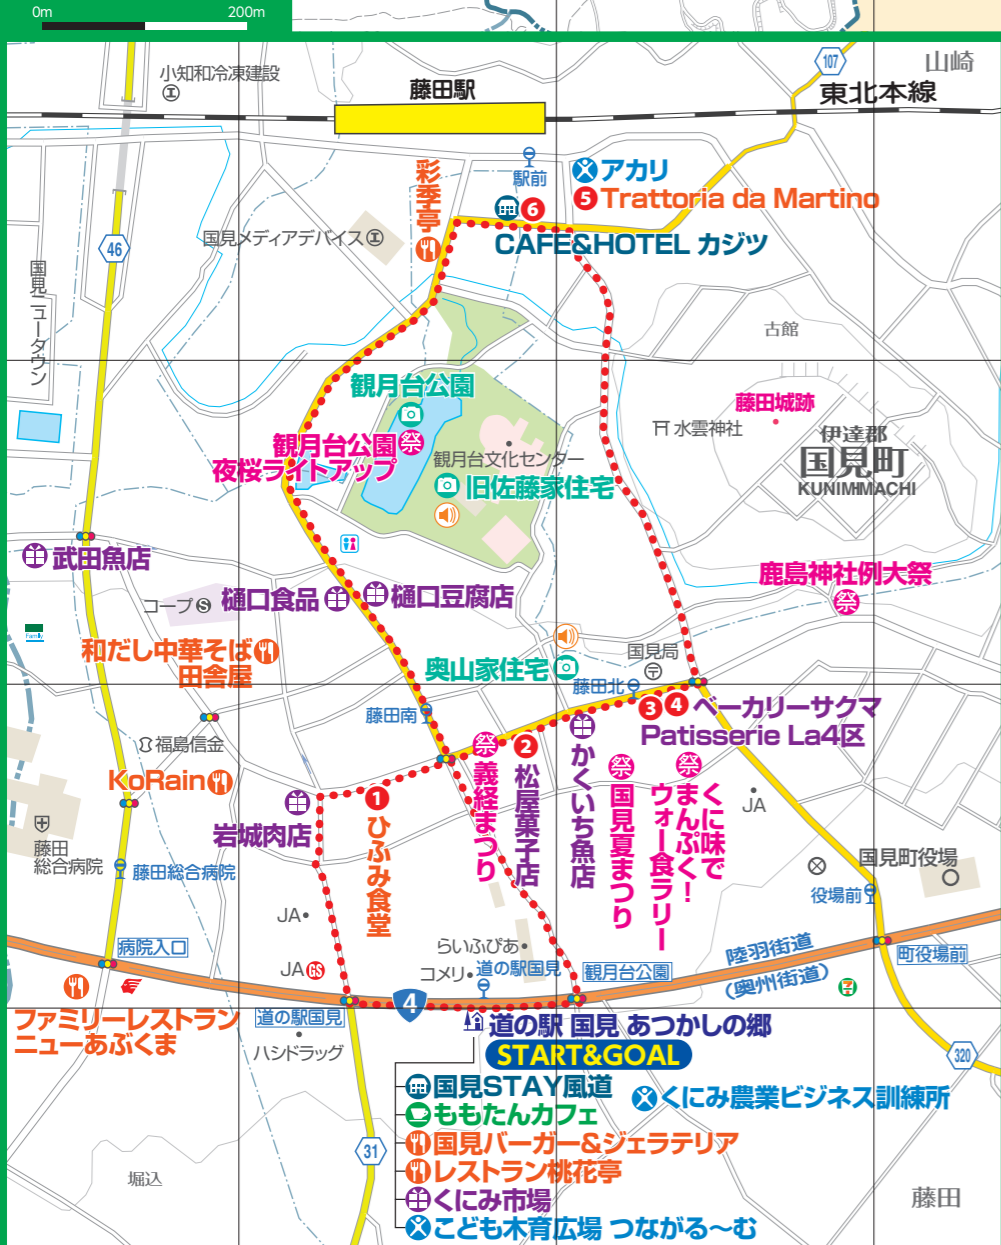 0m 200m
小知和冷凍建設
藤田駅
107
山崎
東北本線
彩季亭
駅前
アカリ
5 Trattoria da Martino
6
CAFE&HOTEL カジツ
46
国見メディアデバイス
国見ニュータウン
古館
観月台公園
観月台公園 祭
夜桜ライトアップ
観月台文化センター
旧佐藤家住宅
藤田城跡
水雲神社
伊達郡
国見町
KUNIMIMACHI
武田魚店
コープ S
樋口食品
樋口豆腐店
鹿島神社例大祭
祭
Family
和だし中華そば
田舎屋
奥山家住宅
国見局
藤田北
藤田南
3 4 ベーカリーサクマ
Patisserie La4区
福島信金
KoRain
岩城肉店
1 ひふみ食堂
祭 義経まつり
2 松屋菓子店
かくいち魚店
祭 国見夏まつり
祭 くに味で
まんぷく!
ウォー食ラリー
JA
藤田
総合病院
藤田総合病院
国見町役場
役場前
JA
JA GS
らいふぴあ
コメリ
道の駅国見
病院入口
観月台公園
陸羽街道
(奥州街道)
町役場前
7
4
ファミリーレストラン
ニューあぶくま
道の駅国見
ハシドラッグ
道の駅 国見 あつかしの郷
START&GOAL
320
国見STAY風道
くにみ農業ビジネス訓練所
ももたんカフェ
国見バーガー&ジェラテリア
31
レストラン桃花亭
堀込
くにみ市場
藤田
こども木育広場 つながる〜む